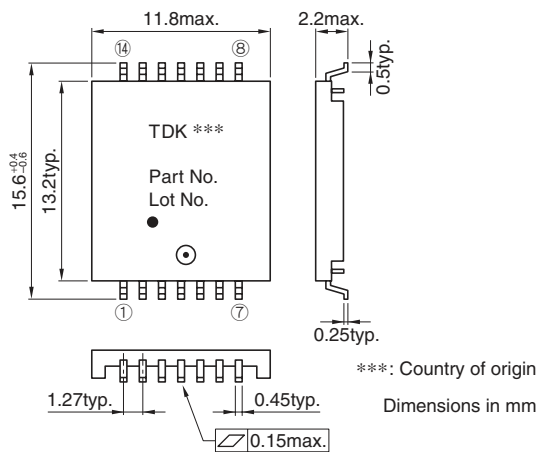 11.8max.
2.2max.
⑭
⑧
0.5typ.
15.6+0.4 -0.6
13.2typ.
TDK ***
Part No.
Lot No.
①
⑦
0.25typ.
***: Country of origin
1.27typ.
0.45typ.
Dimensions in mm
0.15max.